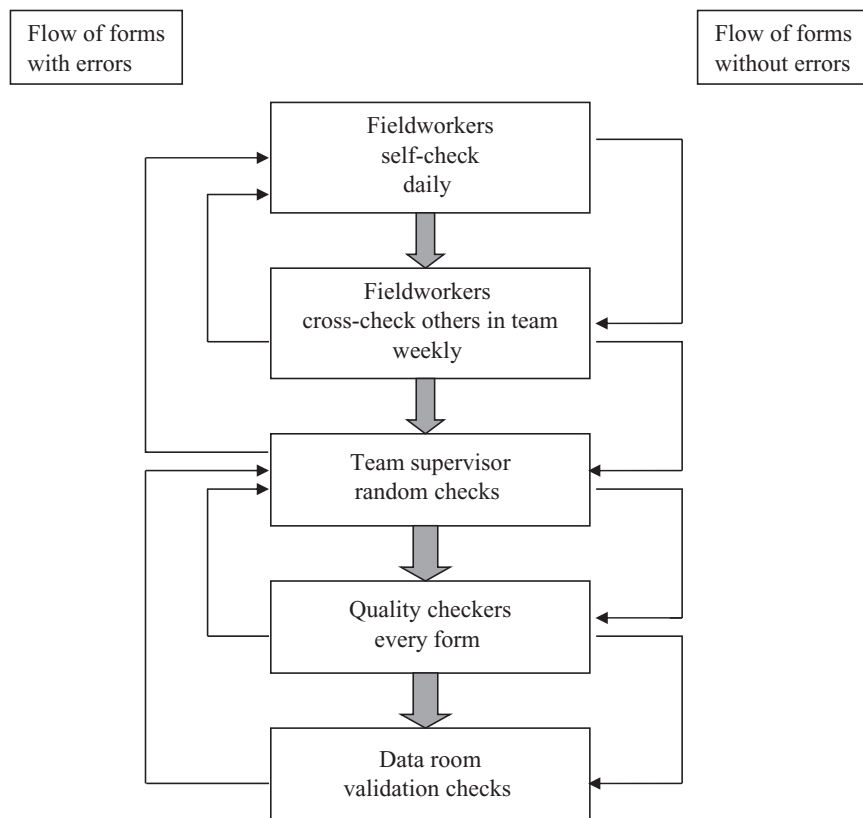 Flow of forms
with errors
Flow of forms
without errors
Fieldworkers
self-check
daily
Fieldworkers
cross-check others in team
weekly
Team supervisor
random checks
Quality checkers
every form
Data room
validation checks